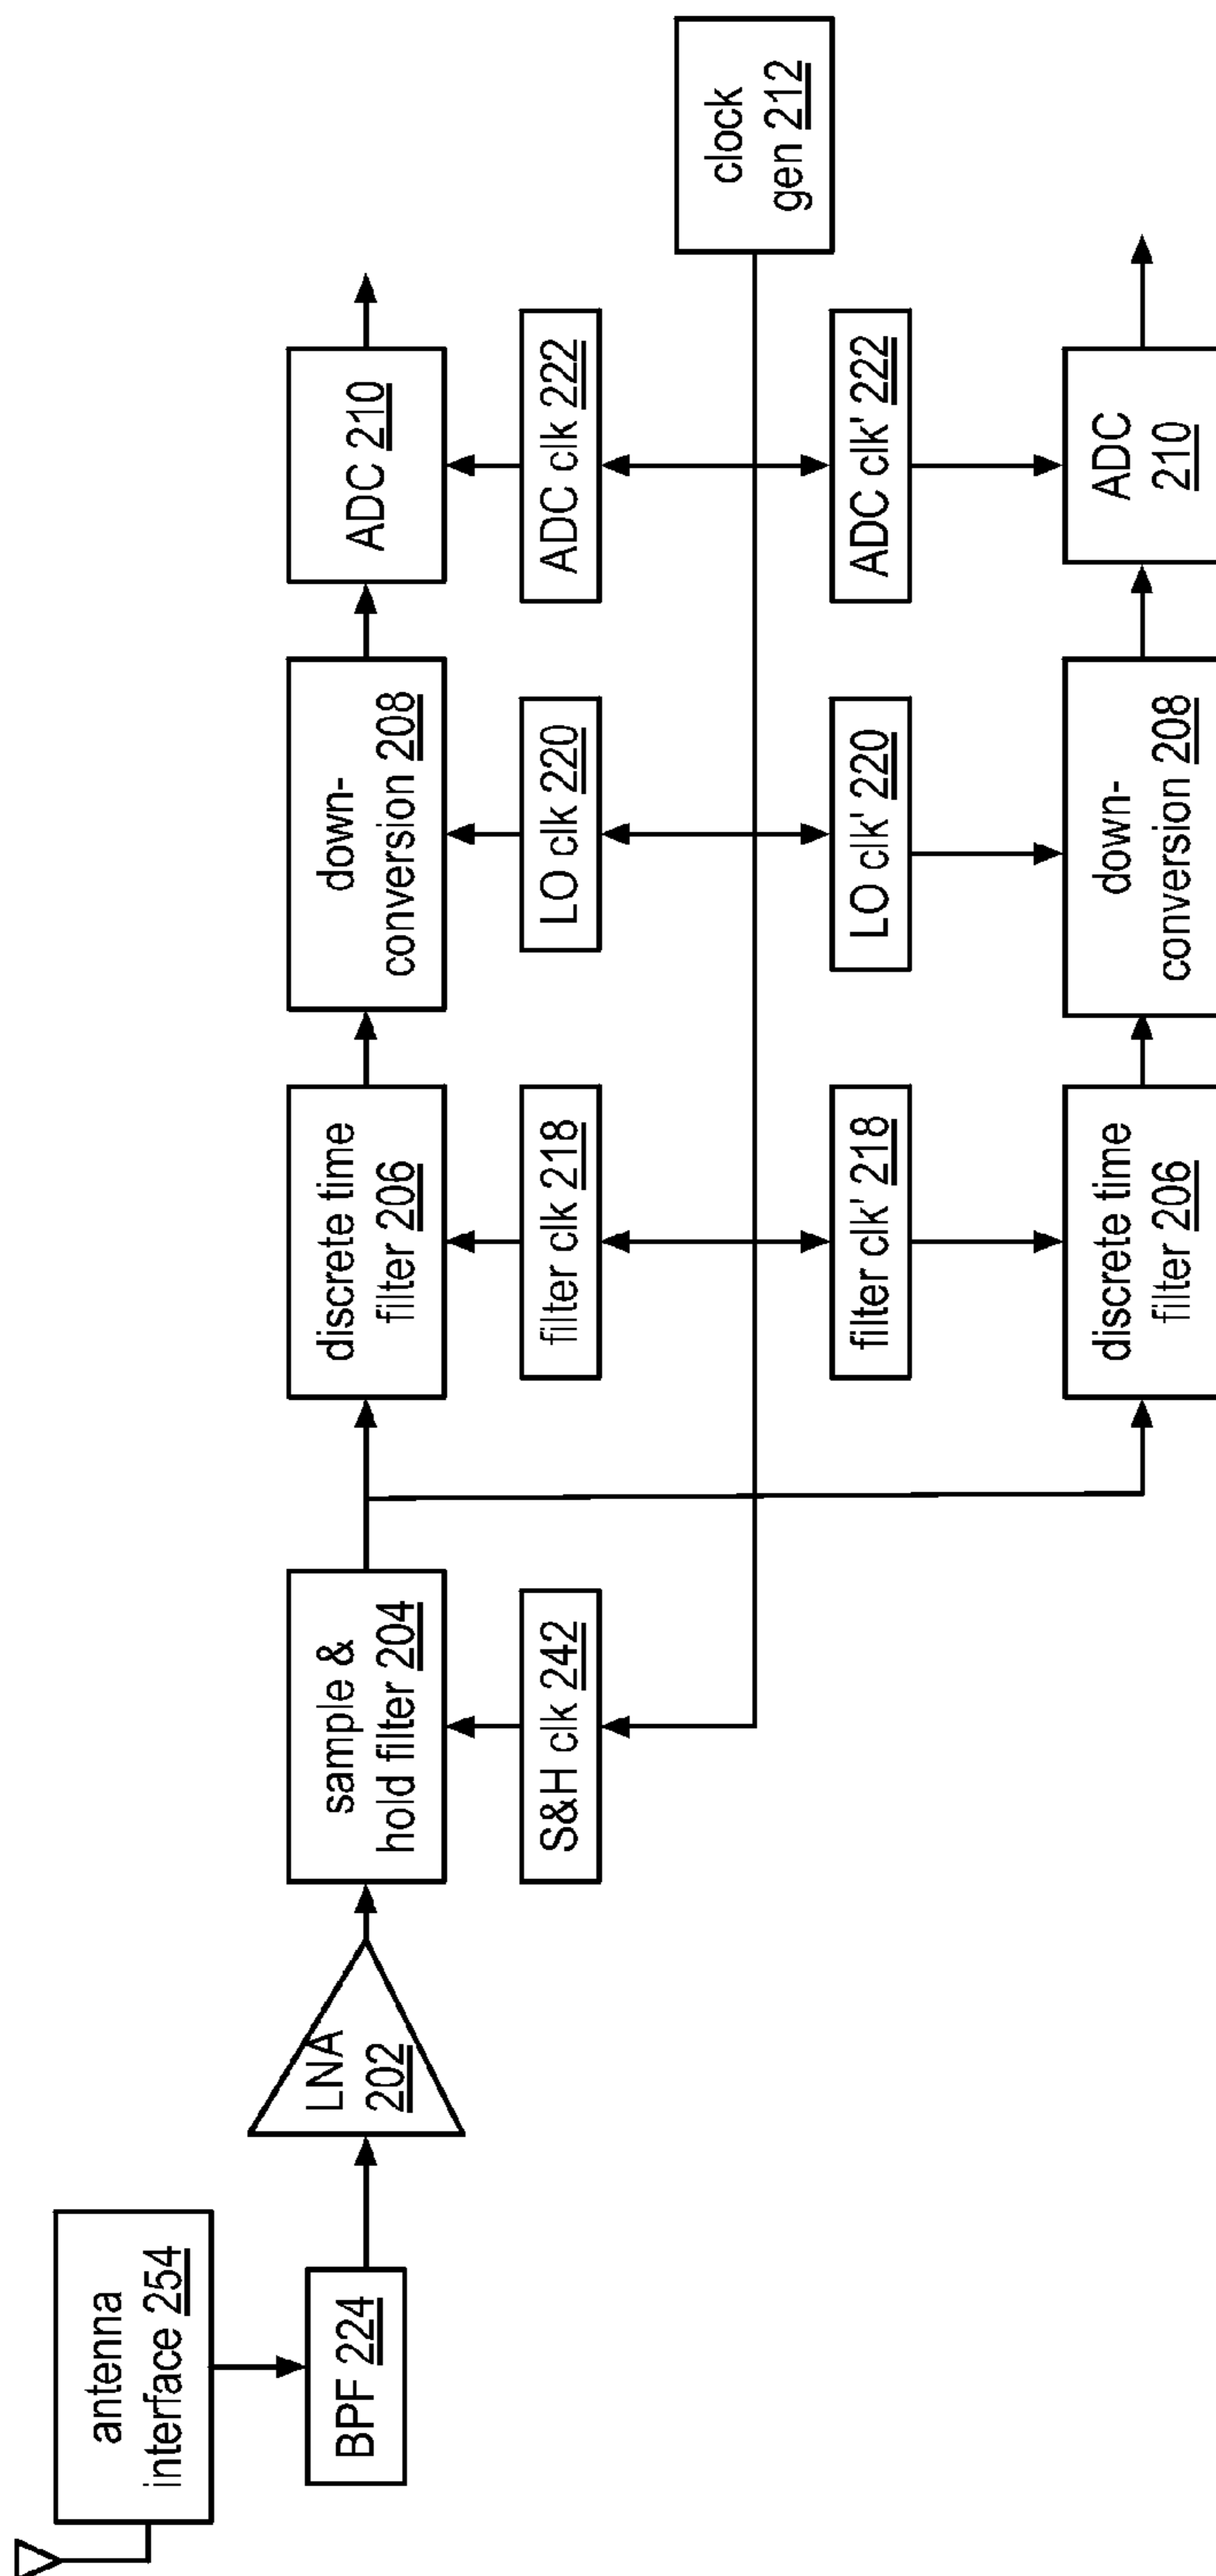 antenna
interface 254
BPF 224
LNA
202
sample &
hold filter 204
S&H clk 242
discrete time
filter 206
filter clk 218
filter clk' 218
discrete time
filter 206
down-
conversion 208
LO clk 220
LO clk' 220
down-
conversion 208
ADC 210
ADC clk 222
ADC clk' 222
ADC
210
clock
gen 212